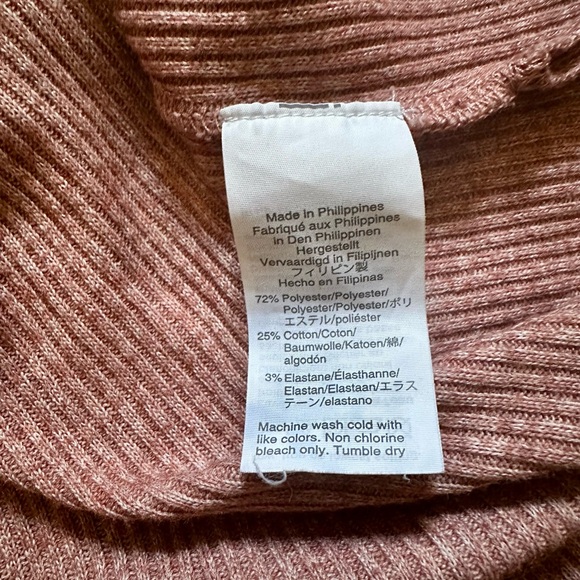 Made in Philippines
Fabriqué aux Philippines
in Den Philippinen
Hergestellt
Vervaardigd in Filipijnen
フィリピン製
Hecho en Filipinas
72% Polyester/Polyester/
Polyester/Polyester/ポリ
エステル/poliéster
25% Cotton/Coton/
Baumwolle/Katoen/綿/
algodón
3% Elastane/Élasthanne/
Elastan/Elastaan/エラス
テーン/elastano
Machine wash cold with
like colors. Non chlorine
bleach only. Tumble dry